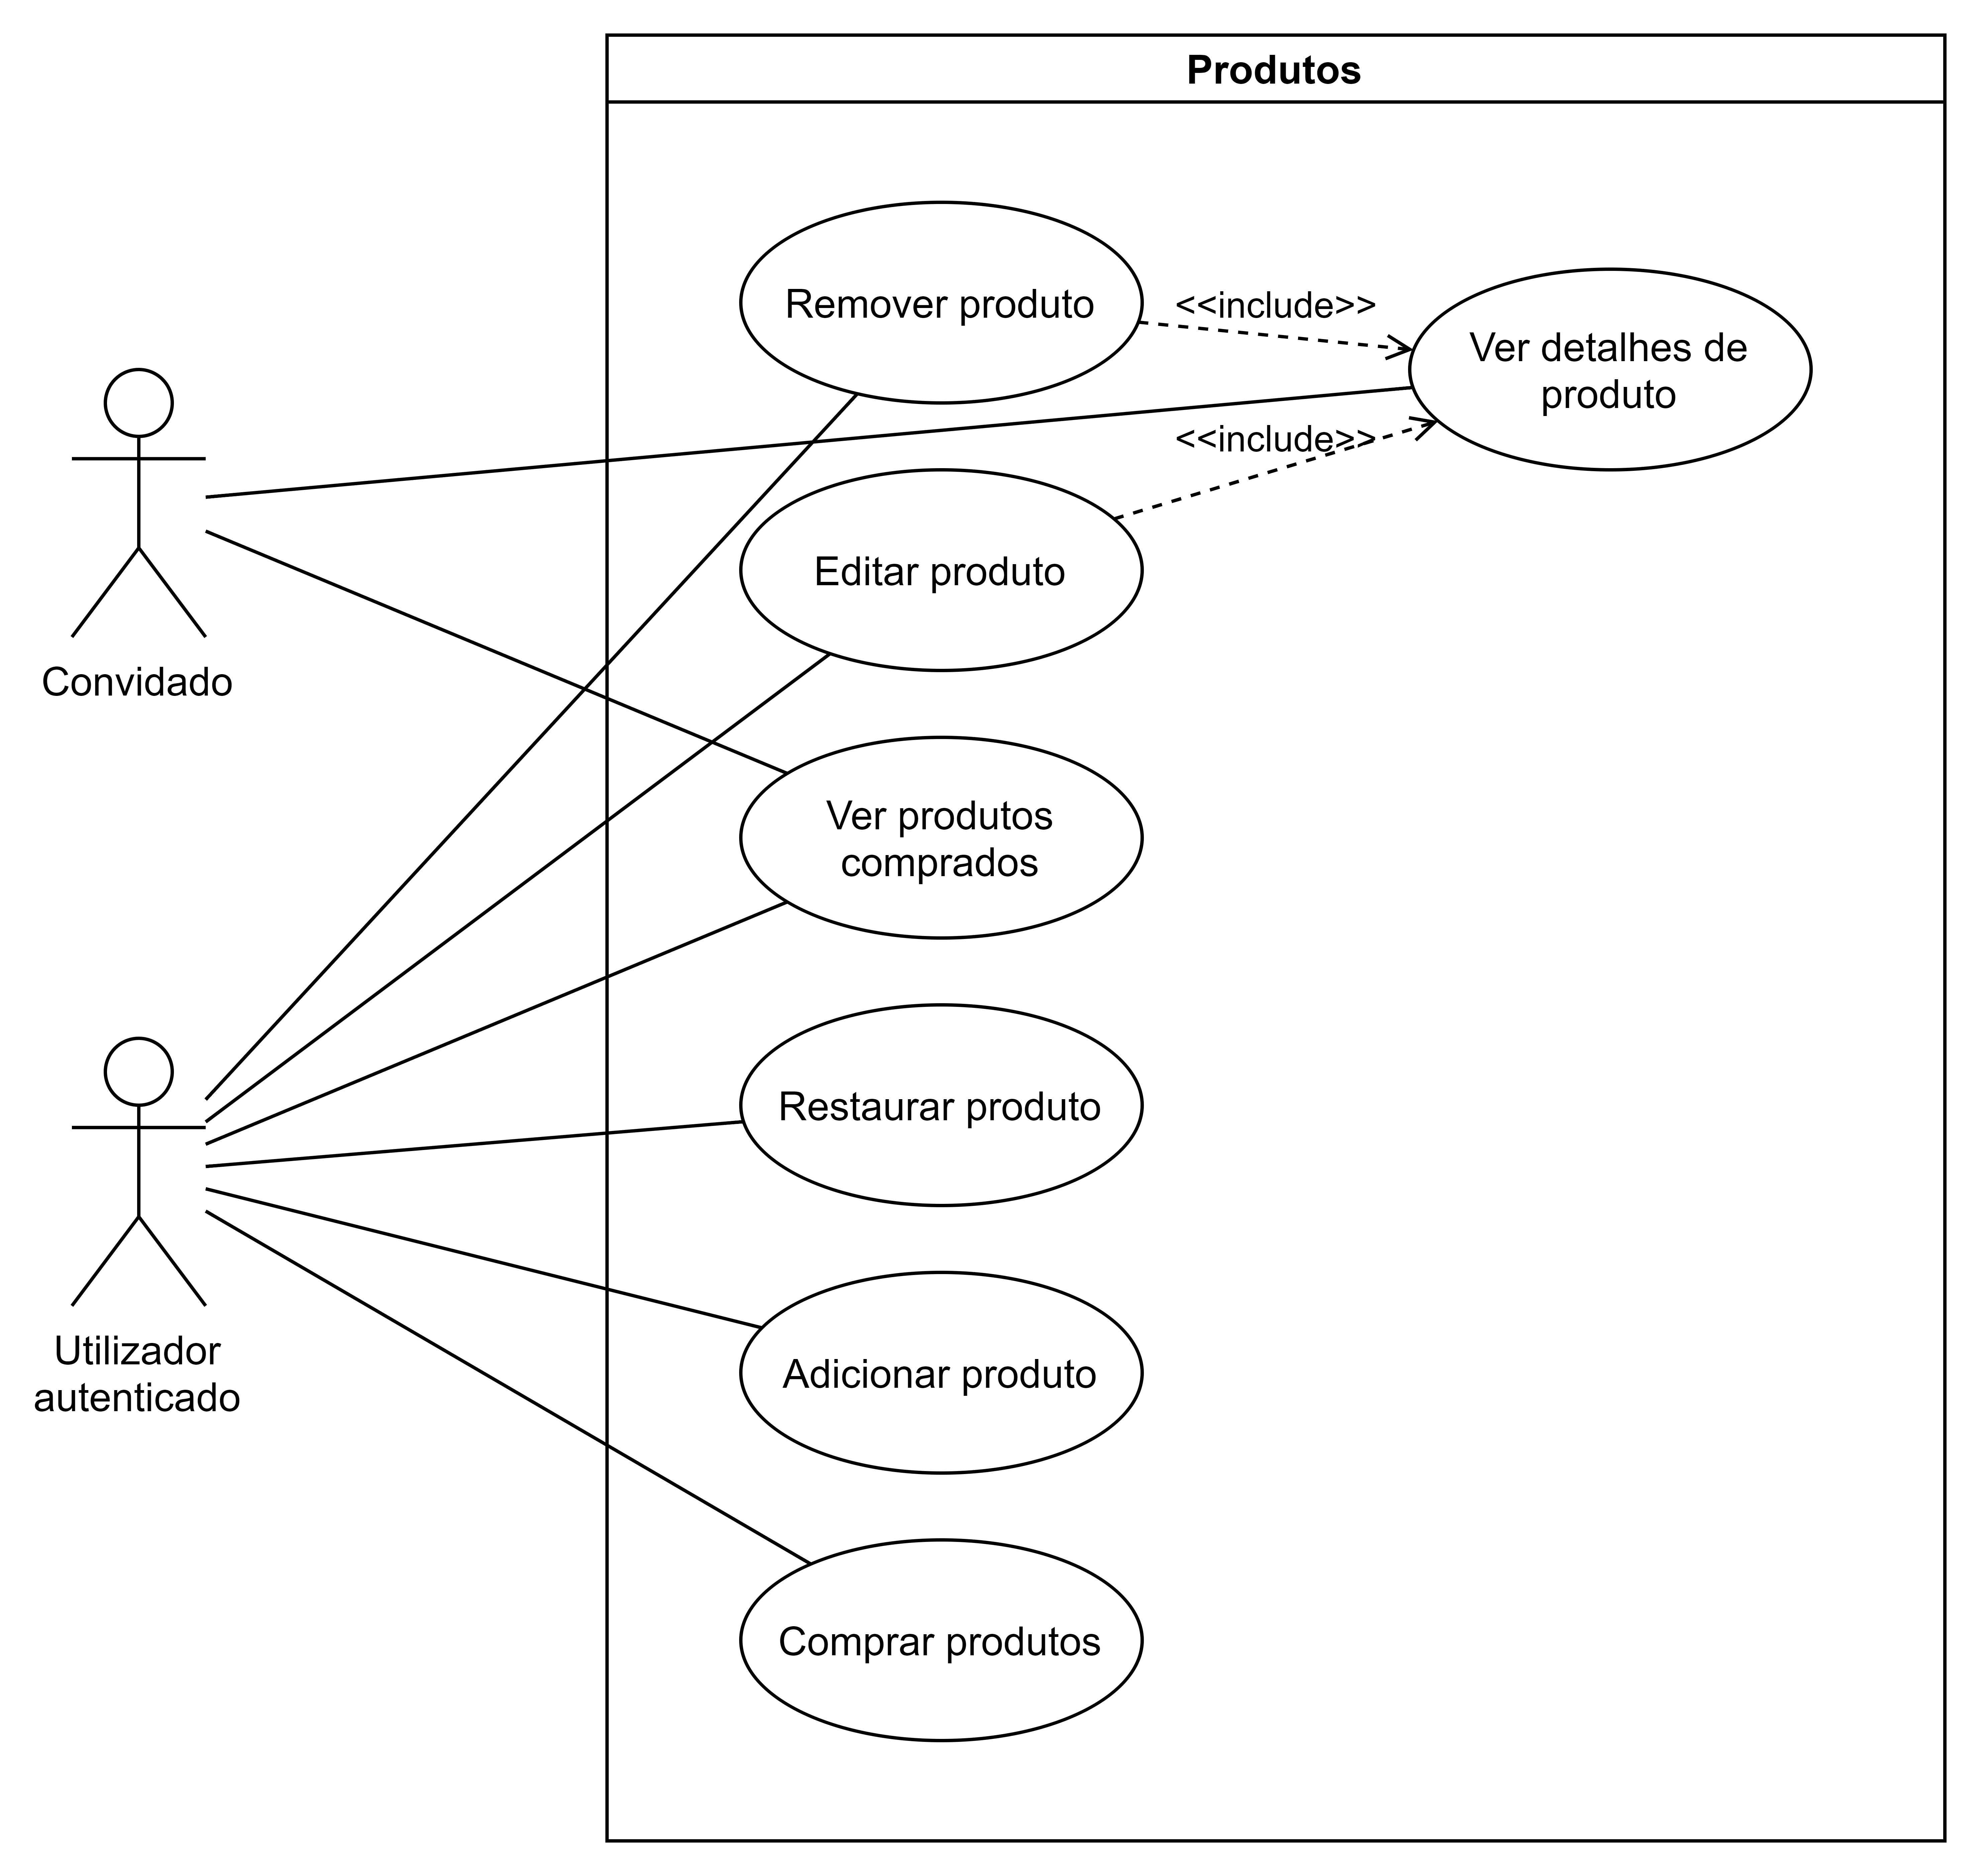 Produtos
Remover produto
<<include>>
Ver detalhes de
produto
<<include>>
Editar produto
Convidado
Ver produtos
comprados
Restaurar produto
Utilizador
autenticado
Adicionar produto
Comprar produtos